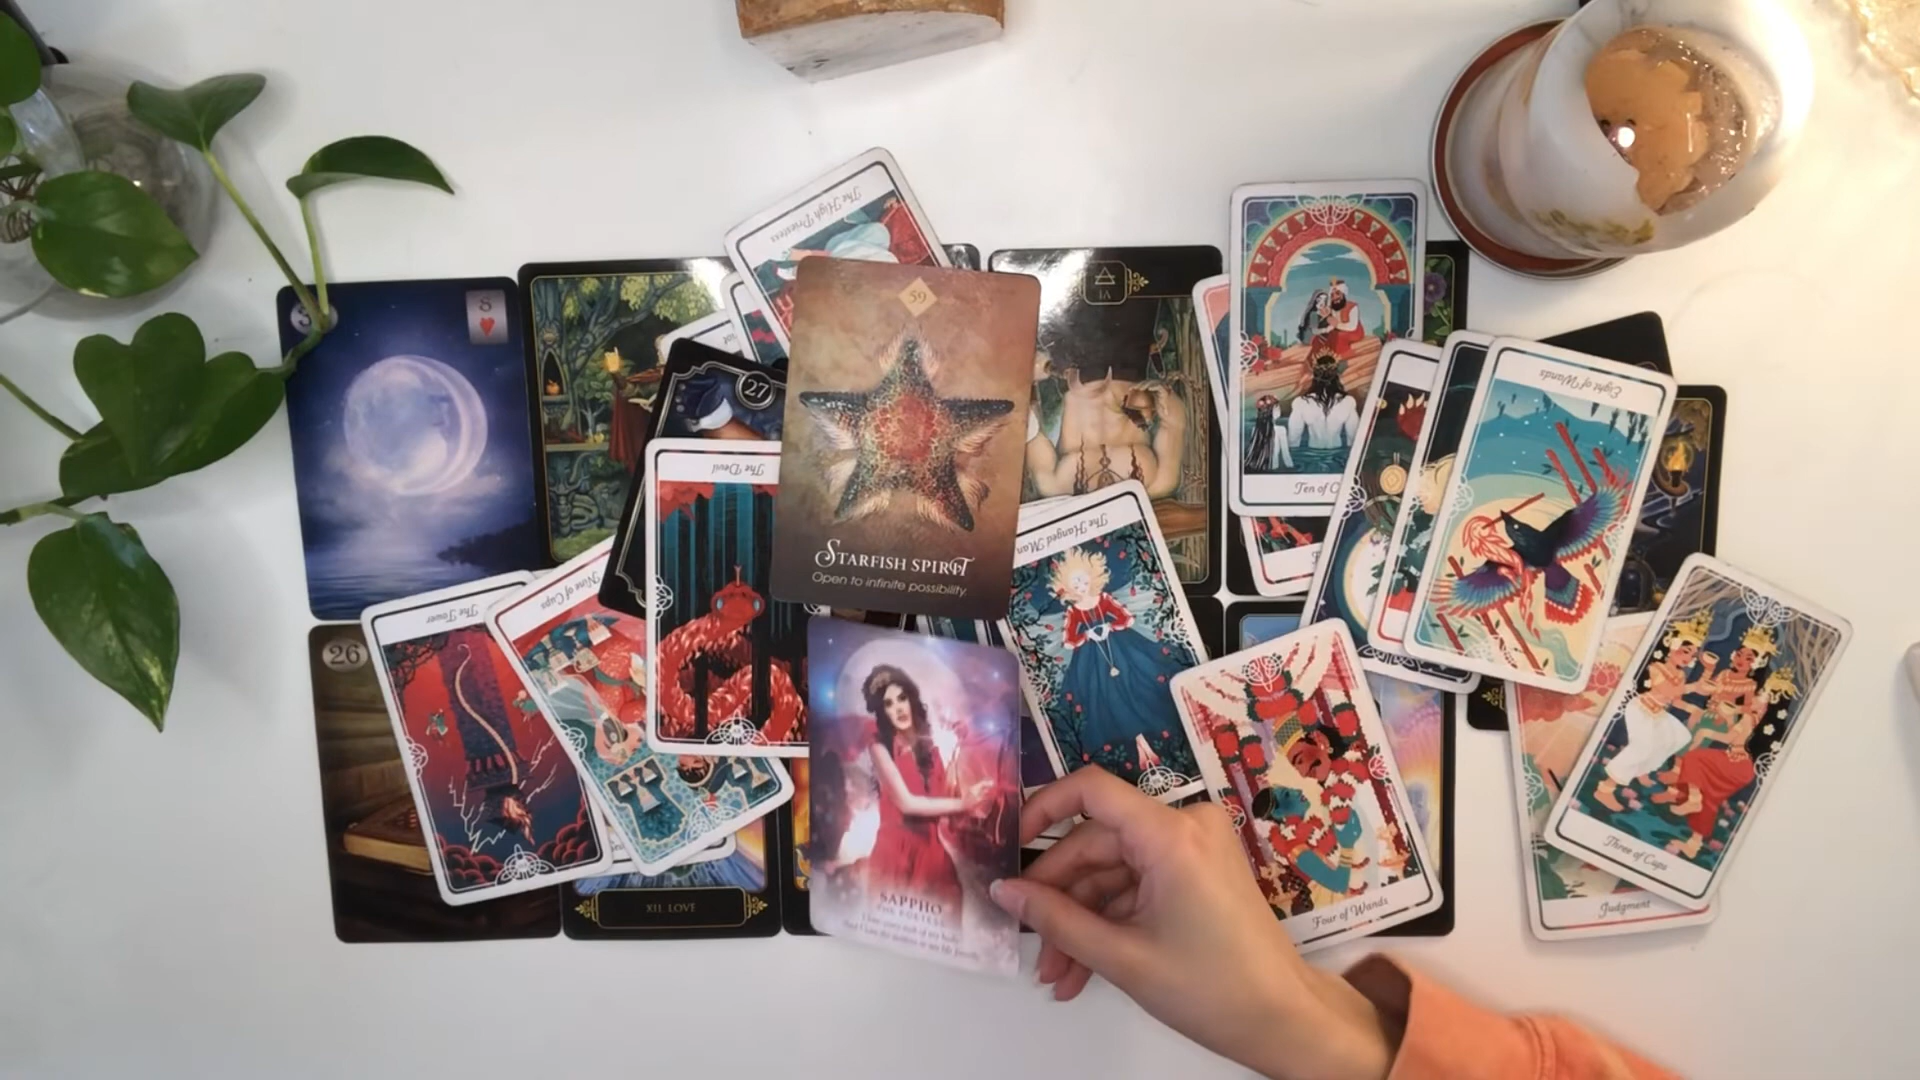 The High Priestess
59
8
27
Eight of Wands
The Devil
Ten of C
The Hanged Man
STARFISH SPIRIT
Open to infinite possibility.
Nine of Cups
The Tower
26
Three of Cups
SAPPHO
Four of Wands
Judgment
XII. LOVE